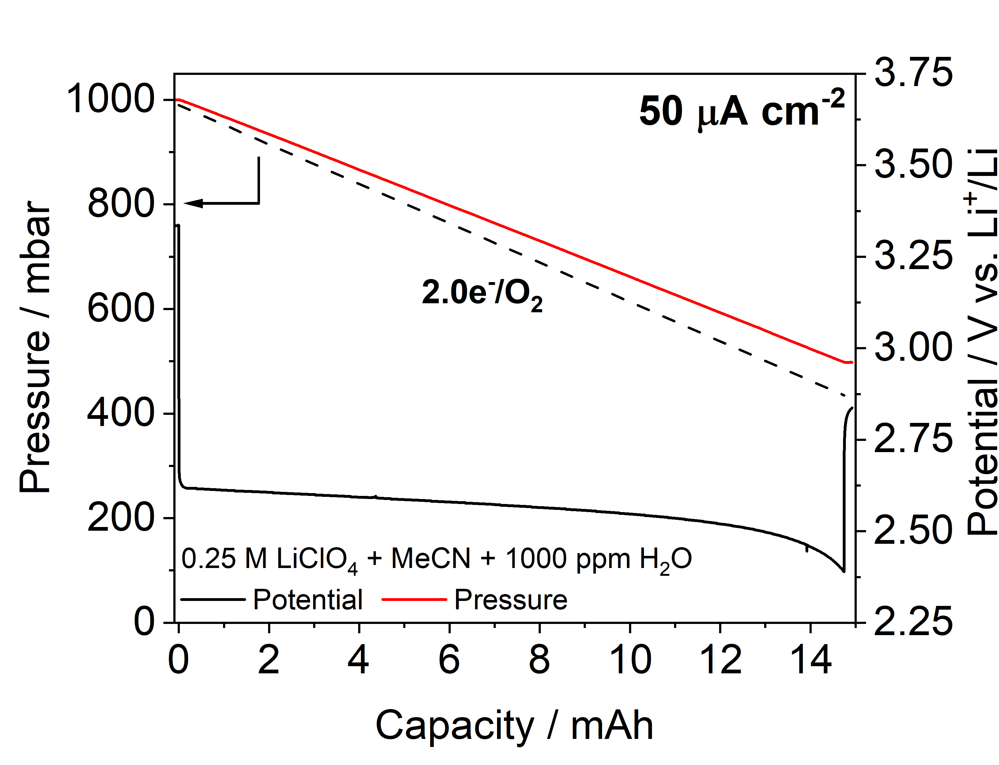 50 μA cm⁻²
2.0e⁻/O₂
0.25 M LiClO₄ + MeCN + 1000 ppm H₂O
Potential Pressure
Pressure / mbar
1000
800
600
400
200
0
Potential / V vs. Li⁺/Li
3.75
3.50
3.25
3.00
2.75
2.50
2.25
0 2 4 6 8 10 12 14
Capacity / mAh